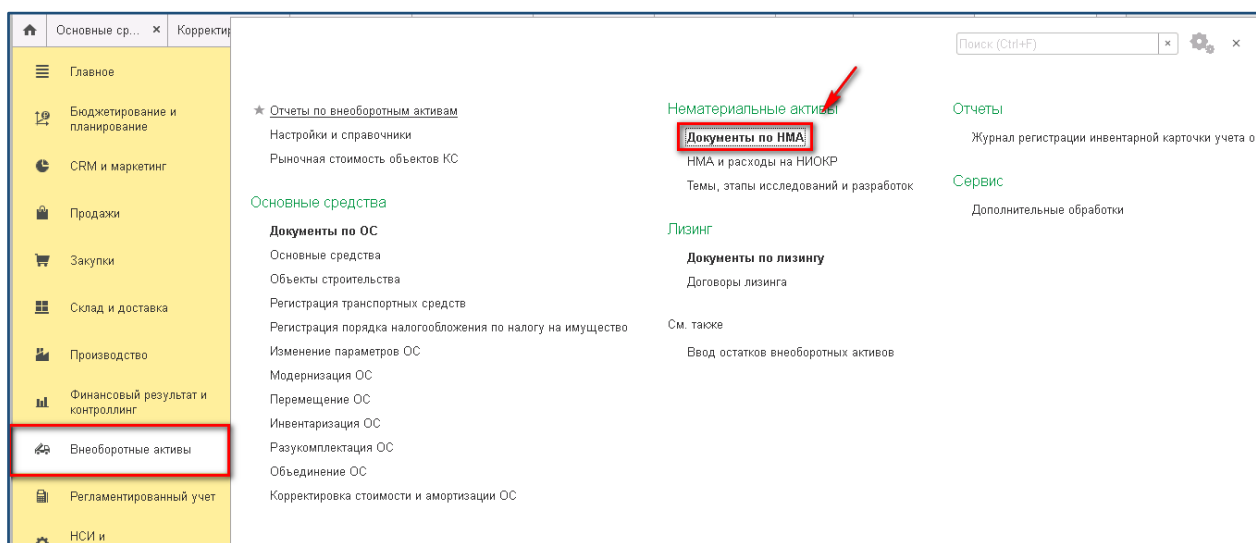 Основные ср... × Корректир
Поиск (Ctrl+F) × ×
Главное
Бюджетирование и
планирование
CRM и маркетинг
Продажи
Закупки
Склад и доставка
Производство
Финансовый результат и
контроллинг
Внеоборотные активы
Регламентированный учет
НСИ и
Отчеты по внеоборотным активам
Настройки и справочники
Рыночная стоимость объектов КС
Основные средства
Документы по ОС
Основные средства
Объекты строительства
Регистрация транспортных средств
Регистрация порядка налогообложения по налогу на имущество
Изменение параметров ОС
Модернизация ОС
Перемещение ОС
Инвентаризация ОС
Разукомплектация ОС
Объединение ОС
Корректировка стоимости и амортизации ОС
Нематериальные активы
Документы по НМА
НМА и расходы на НИОКР
Темы, этапы исследований и разработок
Лизинг
Документы по лизингу
Договоры лизинга
См. также
Ввод остатков внеоборотных активов
Отчеты
Журнал регистрации инвентарной карточки учета о
Сервис
Дополнительные обработки